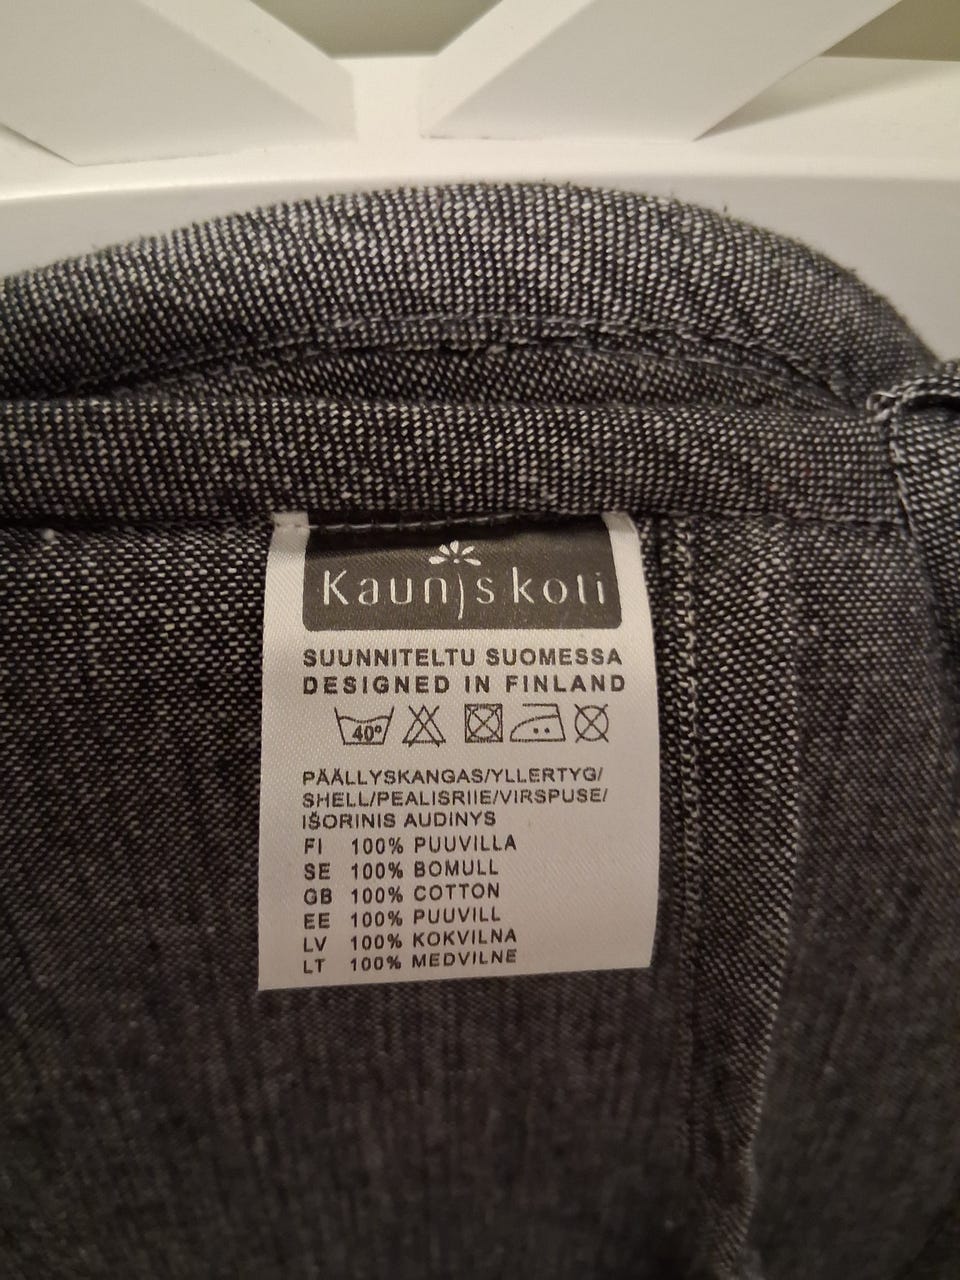 Kaunis koti
SUUNNITELTU SUOMESSA
DESIGNED IN FINLAND
40°
PÄÄLLYSKANGAS/YLLERTYG/
SHELL/PEALISRIIE/VIRSPUSE/
IŠORINIS AUDINYS
FI 100% PUUVILLA
SE 100% BOMULL
GB 100% COTTON
EE 100% PUUVILL
LV 100% KOKVILNA
LT 100% MEDVILNE